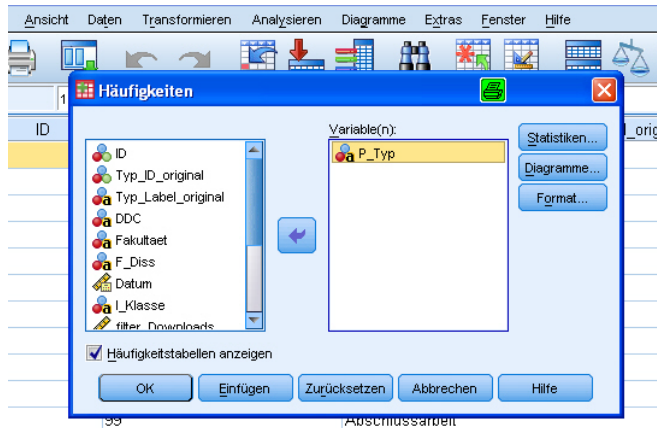 Ansicht Daten Transformieren Analysieren Diagramme Extras Fenster Hilfe
1
Häufigkeiten
ID
ID
Typ_ID_original
Typ_Label_original
DDC
Fakultaet
F_Diss
Datum
I_Klasse
filter_Downloads
Variable(n):
P_Typ
Statistiken...
Diagramme...
Format...
Häufigkeitstabellen anzeigen
OK Einfügen Zurücksetzen Abbrechen Hilfe
99 Abschlussarbeit